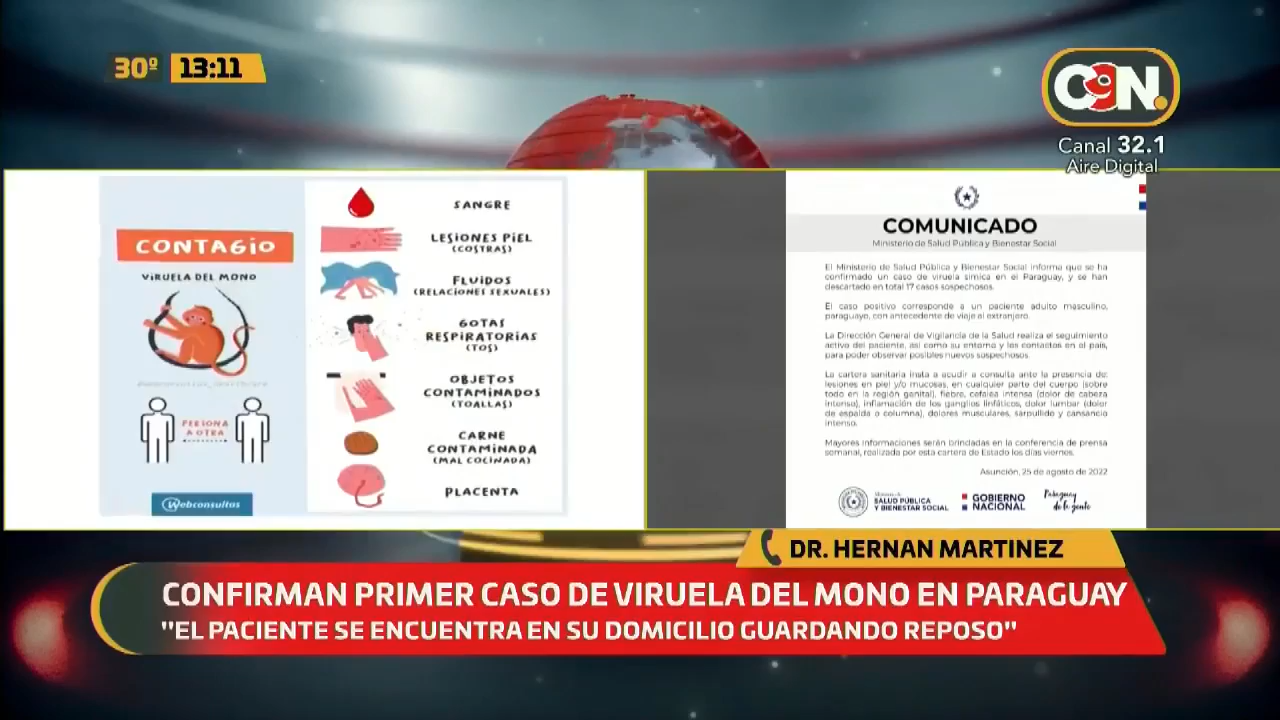 30º 13:11
C9N.
Canal 32.1
Aire Digital
CONTAGIO
VIRUELA DEL MONO
PERSONA
A OTRA
Webconsultas
SANGRE
LESIONES PIEL
(COSTRAS)
FLUIDOS
(RELACIONES SEXUALES)
GOTAS
RESPIRATORIAS
(TOS)
OBJETOS
CONTAMINADOS
(TOALLAS)
CARNE
CONTAMINADA
(MAL COCINADA)
PLACENTA
COMUNICADO
Ministerio de Salud Pública y Bienestar Social
El Ministerio de Salud Pública y Bienestar Social informa que se ha
confirmado un caso de viruela símica en el Paraguay, y se han
descartado en total 17 casos sospechosos.
El caso positivo corresponde a un paciente adulto masculino,
paraguayo, con antecedente de viaje al extranjero.
La Dirección General de Vigilancia de la Salud realiza el seguimiento
activo del paciente, así como su entorno y los contactos en el país,
para poder observar posibles nuevos sospechosos.
La cartera sanitaria insta a acudir a consulta ante la presencia de:
lesiones en piel y/o mucosas, en cualquier parte del cuerpo (sobre
todo en la región genital), fiebre, cefalea intensa (dolor de cabeza
intenso), inflamación de los ganglios linfáticos, dolor lumbar (dolor
de espalda o columna), dolores musculares, sarpullido y cansancio
intenso.
Mayores informaciones serán brindadas en la conferencia de prensa
semanal, realizada por esta cartera de Estado los días viernes.
Asunción, 25 de agosto de 2022
Ministerio de
SALUD PÚBLICA
Y BIENESTAR SOCIAL
GOBIERNO
NACIONAL
Paraguay
de la gente
DR. HERNAN MARTINEZ
CONFIRMAN PRIMER CASO DE VIRUELA DEL MONO EN PARAGUAY
"EL PACIENTE SE ENCUENTRA EN SU DOMICILIO GUARDANDO REPOSO"